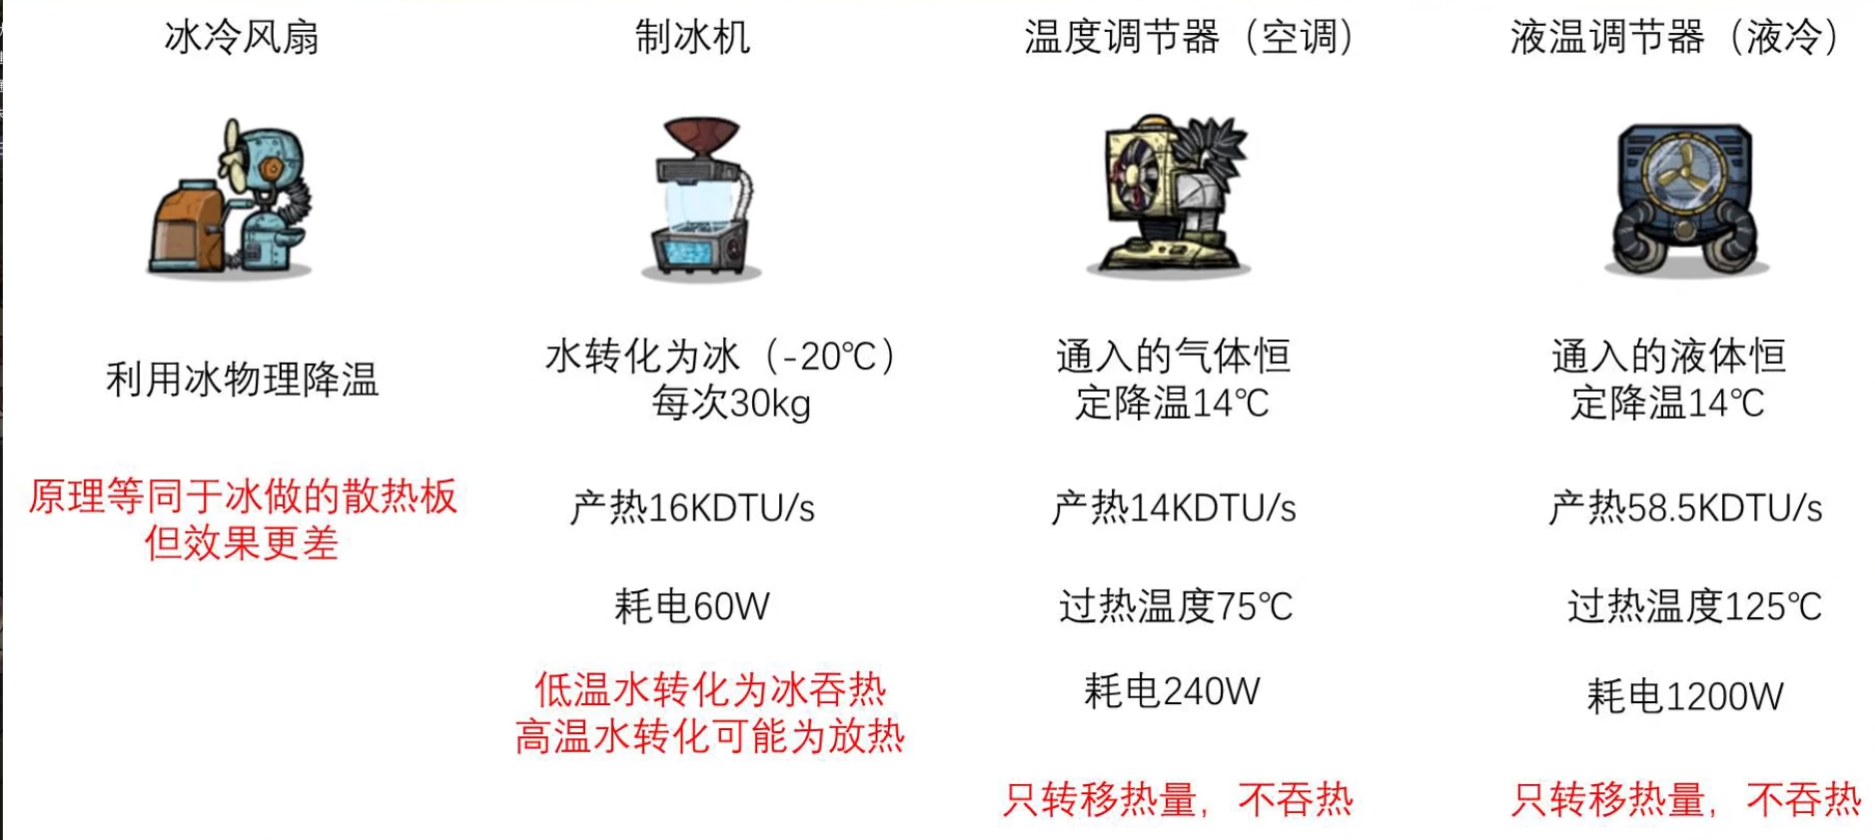 冰冷风扇
制冰机
温度调节器（空调）
液温调节器（液冷）
利用冰物理降温
水转化为冰（-20℃）
每次30kg
通入的气体恒
定降温14℃
通入的液体恒
定降温14℃
原理等同于冰做的散热板
但效果更差
产热16KDTU/s
产热14KDTU/s
产热58.5KDTU/s
耗电60W
过热温度75℃
过热温度125℃
低温水转化为冰吞热
高温水转化可能为放热
耗电240W
耗电1200W
只转移热量，不吞热
只转移热量，不吞热